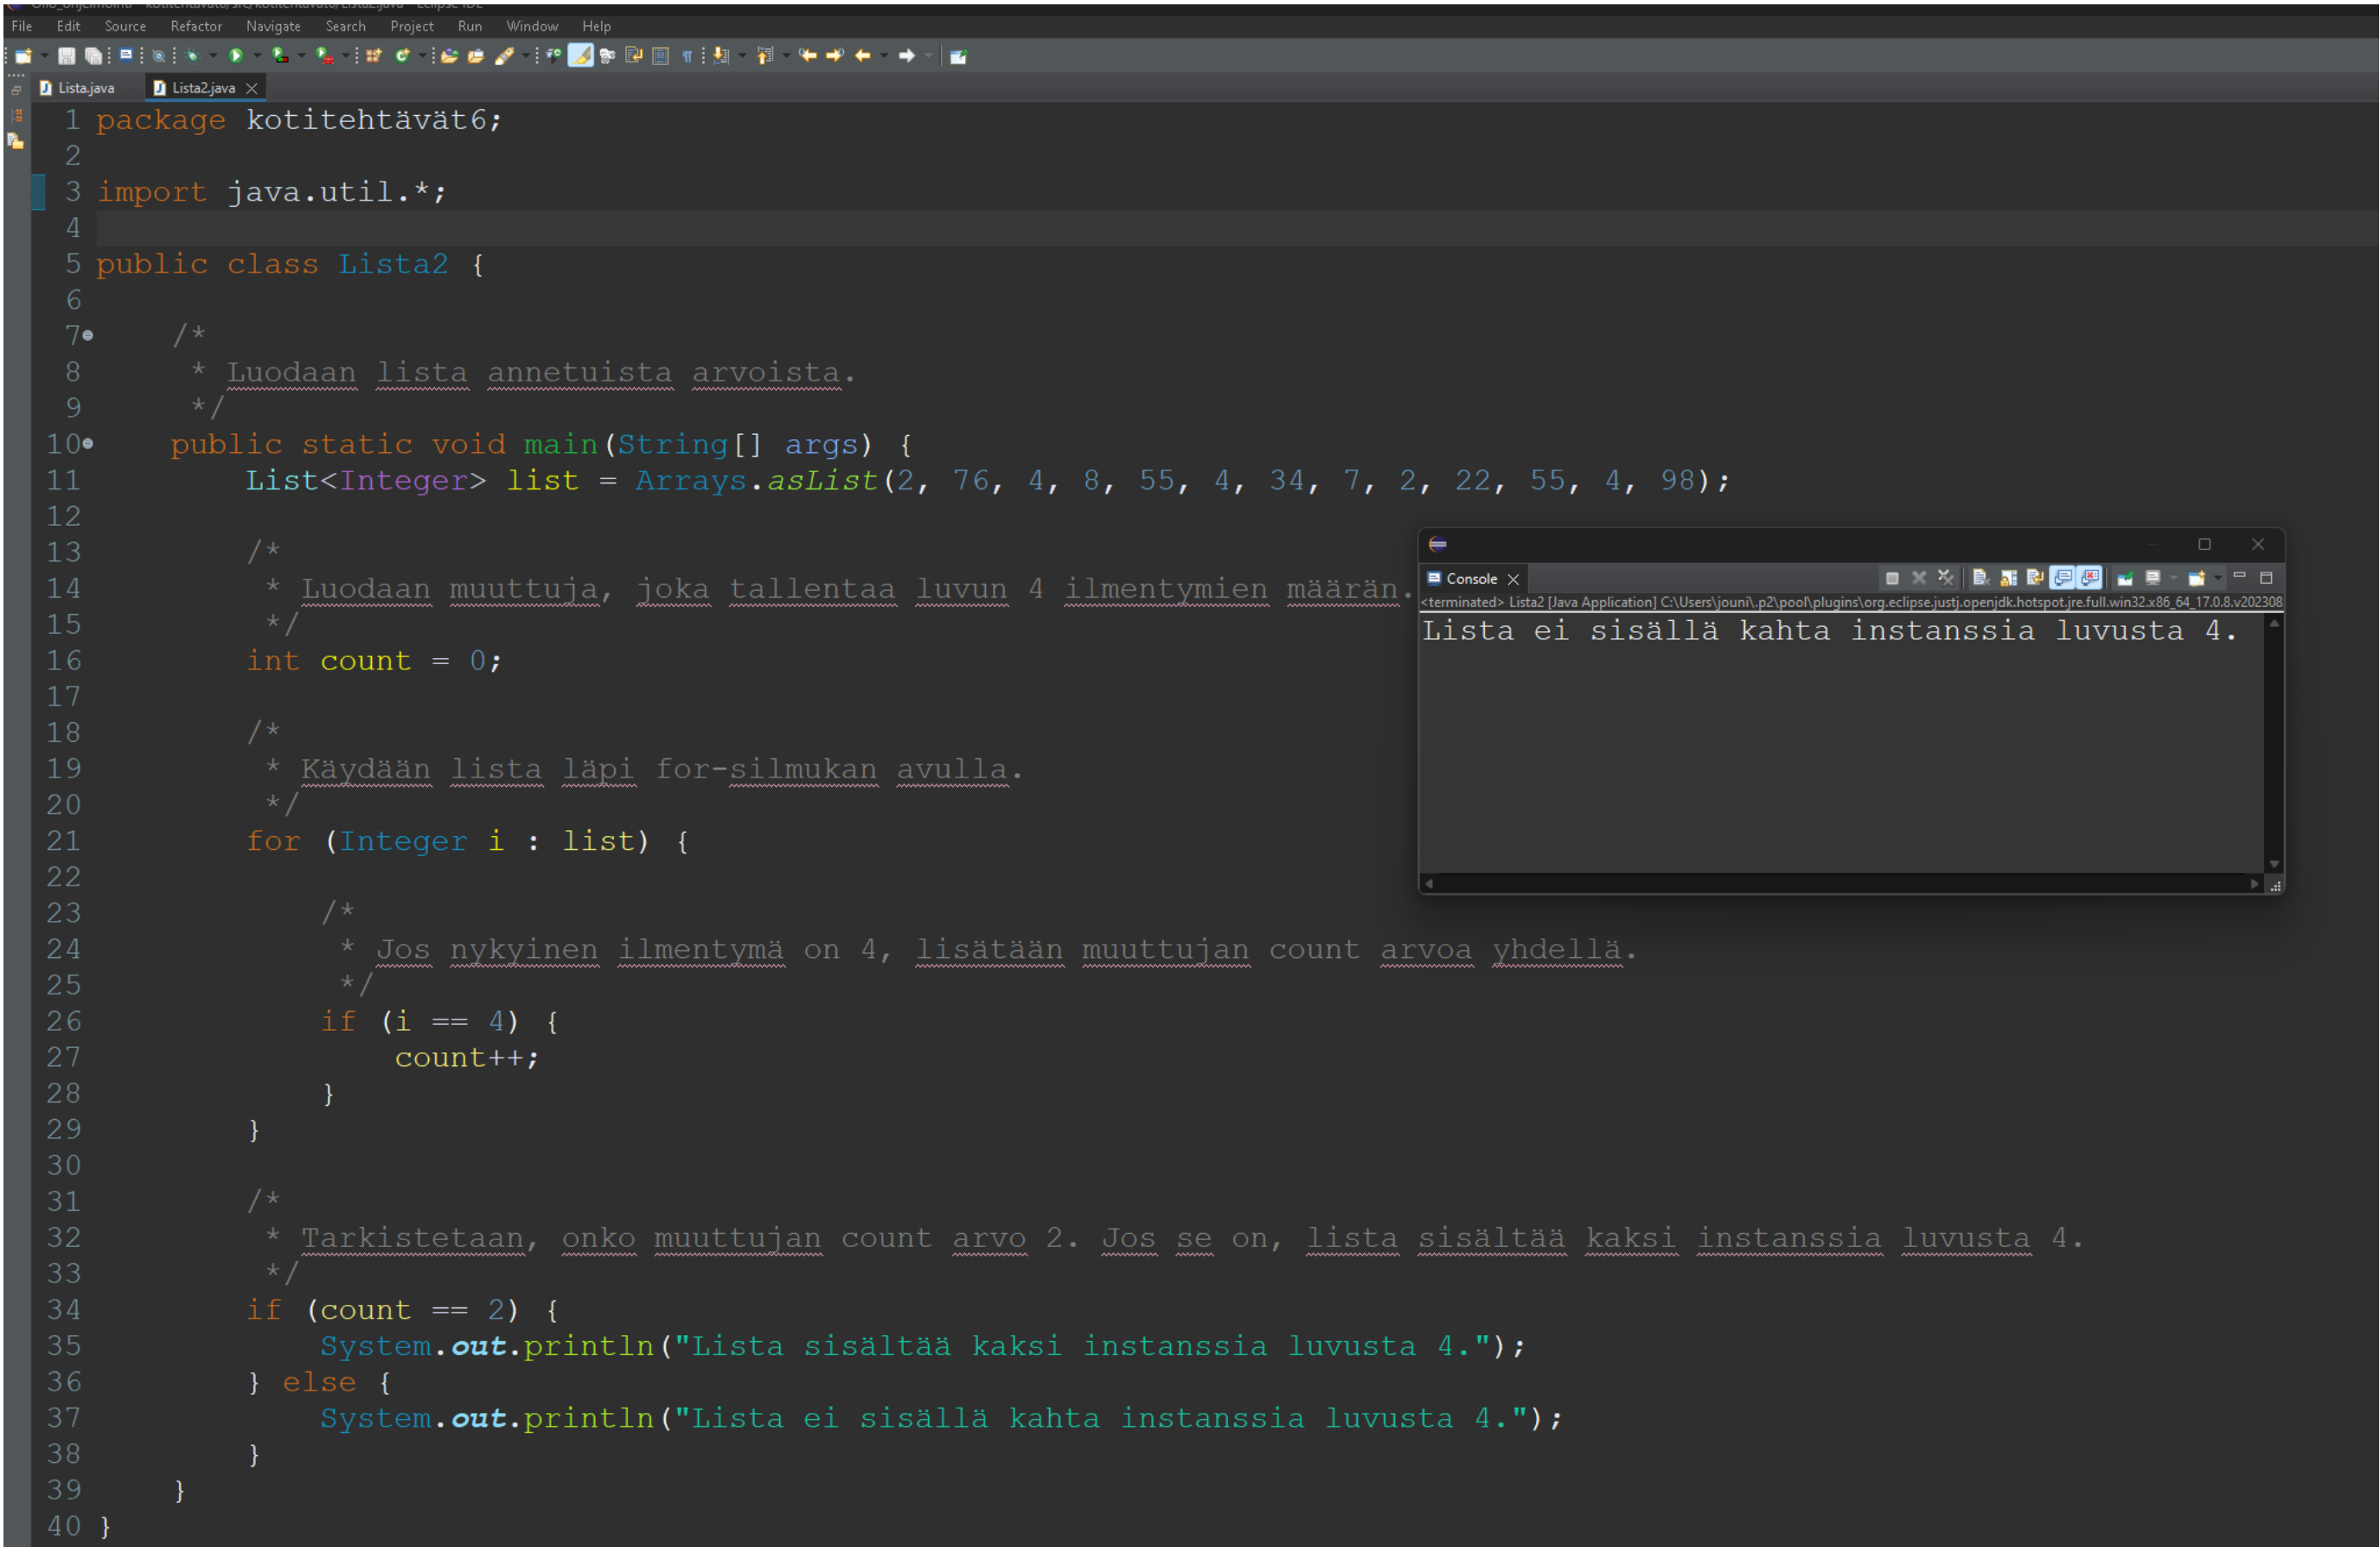 File Edit Source Refactor Navigate Search Project Run Window Help
Lista.java Lista2.java
1 package kotitehtävät6;
2
3 import java.util.*;
4
5 public class Lista2 {
6
7 /*
8 * Luodaan lista annetuista arvoista.
9 */
10 public static void main(String[] args) {
11 List<Integer> list = Arrays.asList(2, 76, 4, 8, 55, 4, 34, 7, 2, 22, 55, 4, 98);
12
13 /*
14 * Luodaan muuttuja, joka tallentaa luvun 4 ilmentymien määrän.
15 */
16 int count = 0;
17
18 /*
19 * Käydään lista läpi for-silmukan avulla.
20 */
21 for (Integer i : list) {
22
23 /*
24 * Jos nykyinen ilmentymä on 4, lisätään muuttujan count arvoa yhdellä.
25 */
26 if (i == 4) {
27 count++;
28 }
29 }
30
31 /*
32 * Tarkistetaan, onko muuttujan count arvo 2. Jos se on, lista sisältää kaksi instanssia luvusta 4.
33 */
34 if (count == 2) {
35 System.out.println("Lista sisältää kaksi instanssia luvusta 4.");
36 } else {
37 System.out.println("Lista ei sisällä kahta instanssia luvusta 4.");
38 }
39 }
40 }
Console
<terminated> Lista2 [Java Application] C:\Users\jouni\.p2\pool\plugins\org.eclipse.justj.openjdk.hotspot.jre.full.win32.x86_64_17.0.8.v202308
Lista ei sisällä kahta instanssia luvusta 4.